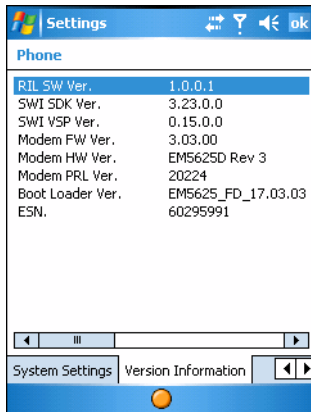 Settings
ok
Phone
RIL SW Ver. 1.0.0.1
SWI SDK Ver. 3.23.0.0
SWI VSP Ver. 0.15.0.0
Modem FW Ver. 3.03.00
Modem HW Ver. EM5625D Rev 3
Modem PRL Ver. 20224
Boot Loader Ver. EM5625_FD_17.03.03
ESN. 60295991
System Settings Version Information